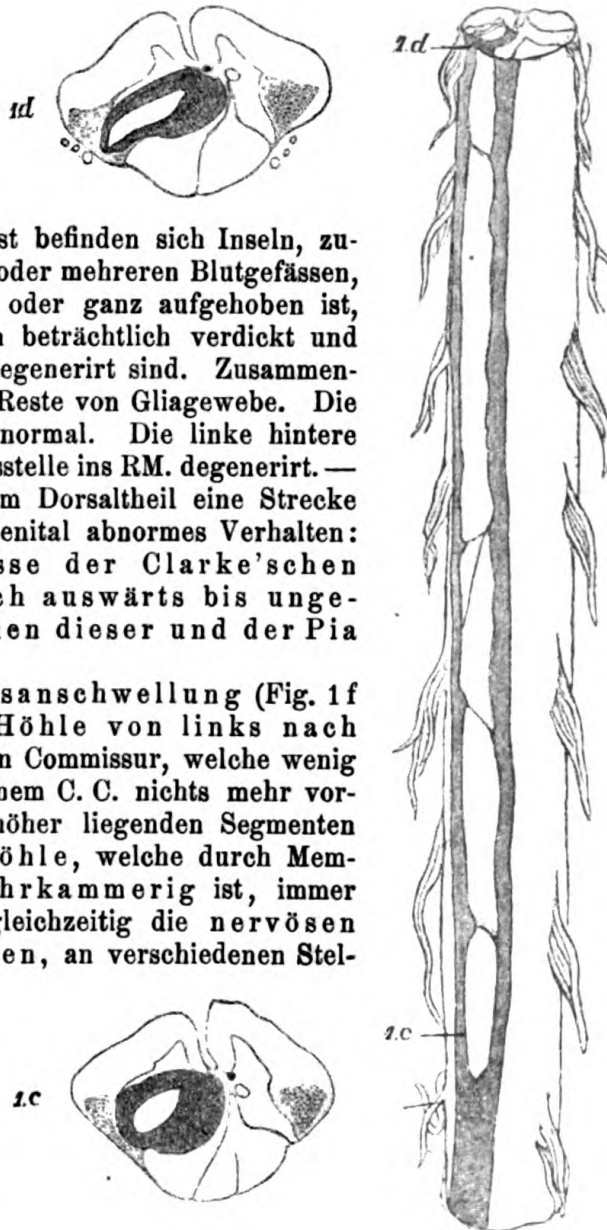 1d
2.d
st befinden sich Inseln, zu-
oder mehreren Blutgefässen,
oder ganz aufgehoben ist,
beträchtlich verdickt und
egenerirt sind. Zusammen-
Reste von Gliagewebe. Die
normal. Die linke hintere
sstelle ins RM. degenerirt. —
m Dorsaltheil eine Strecke
enital abnormes Verhalten:
sse der Clarke'schen
ch auswärts bis unge-
en dieser und der Pia
sanschwellung (Fig. 1f
Höhle von links nach
n Commissur, welche wenig
nem C. C. nichts mehr vor-
höher liegenden Segmenten
öhle, welche durch Mem-
hrkammerig ist, immer
gleichzeitig die nervösen
en, an verschiedenen Stel-
1.c
1.c